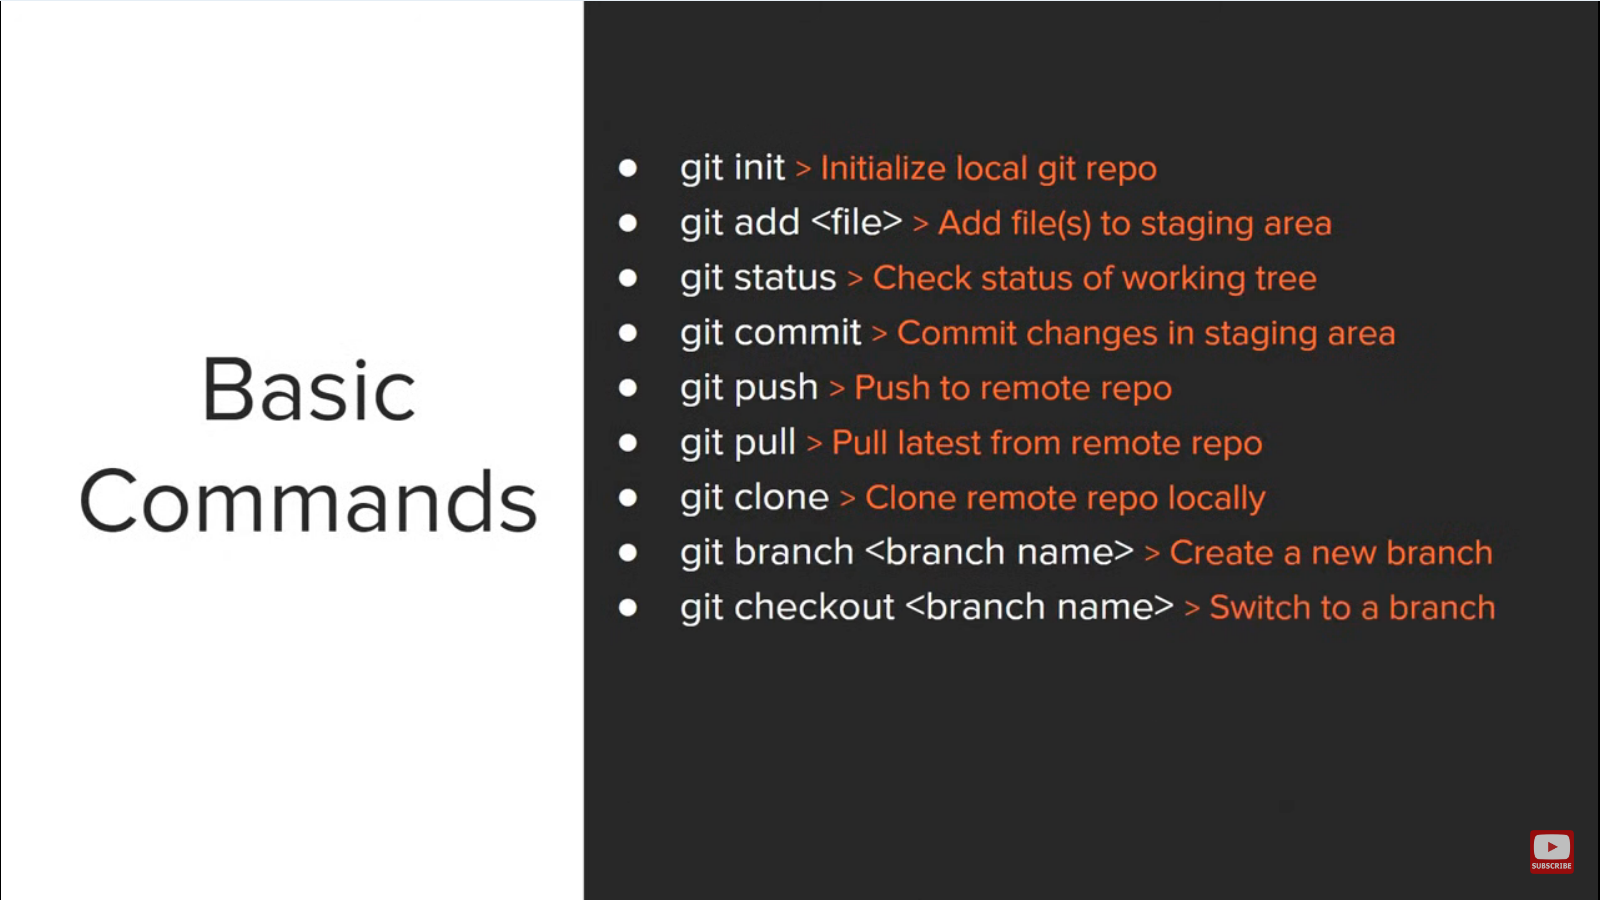 Basic
Commands
● git init > Initialize local git repo
● git add <file> > Add file(s) to staging area
● git status > Check status of working tree
● git commit > Commit changes in staging area
● git push > Push to remote repo
● git pull > Pull latest from remote repo
● git clone > Clone remote repo locally
● git branch <branch name> > Create a new branch
● git checkout <branch name> > Switch to a branch
SUBSCRIBE